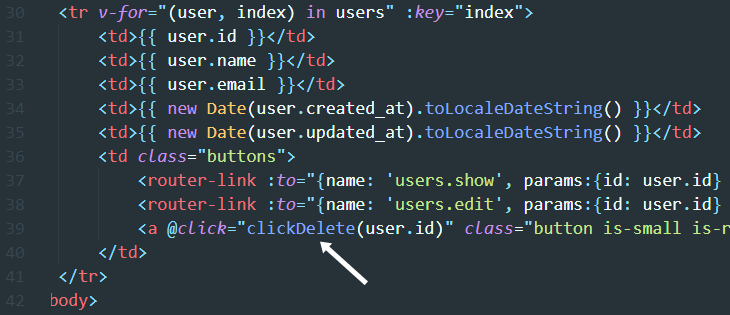 30 <tr v-for="(user, index) in users" :key="index">
31 <td>{{ user.id }}</td>
32 <td>{{ user.name }}</td>
33 <td>{{ user.email }}</td>
34 <td>{{ new Date(user.created_at).toLocaleDateString() }}</td>
35 <td>{{ new Date(user.updated_at).toLocaleDateString() }}</td>
36 <td class="buttons">
37 <router-link :to="{name: 'users.show', params:{id: user.id}
38 <router-link :to="{name: 'users.edit', params:{id: user.id}
39 <a @click="clickDelete(user.id)" class="button is-small is-r
40 </td>
41 </tr>
42 body>